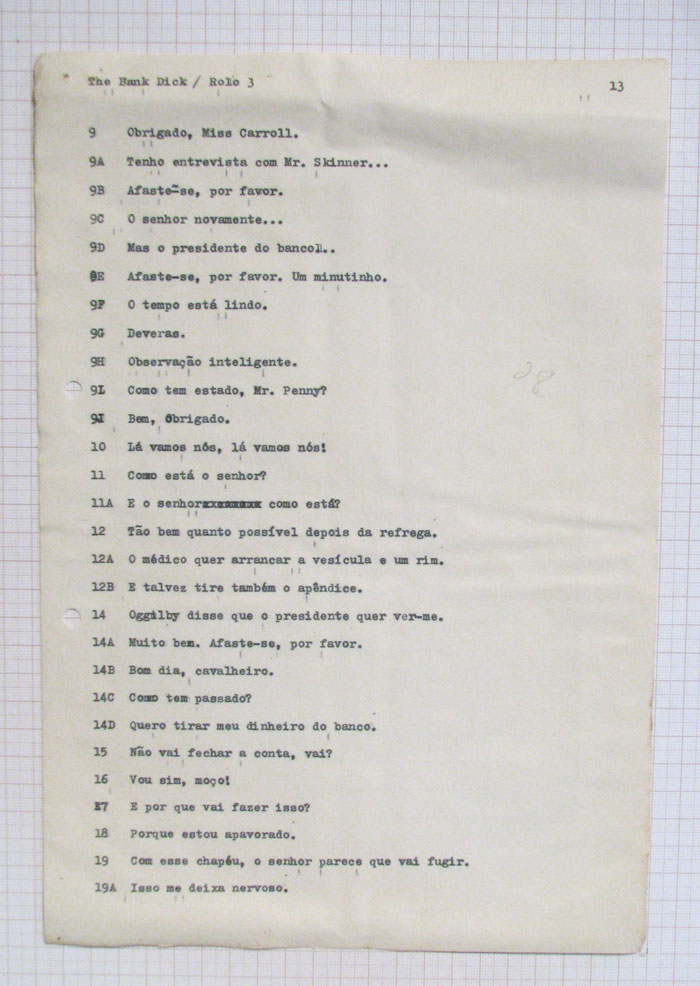 The Bank Dick / Rolo 3 13
9 Obrigado, Miss Carroll.
9A Tenho entrevista com Mr. Skinner...
9B Afaste-se, por favor.
9C O senhor novamente...
9D Mas o presidente do banco...
9E Afaste-se, por favor. Um minutinho.
9F O tempo está lindo.
9G Deveras.
9H Observação inteligente.
38
9L Como tem estado, Mr. Penny?
9I Bem, obrigado.
10 Lá vamos nós, lá vamos nós!
11 Como está o senhor?
11A E o senhor como está?
12 Tão bem quanto possível depois da refrega.
12A O médico quer arrancar a vesícula e um rim.
12B E talvez tire também o apêndice.
14 Oggilby disse que o presidente quer ver-me.
14A Muito bem. Afaste-se, por favor.
14B Bom dia, cavalheiro.
14C Como tem passado?
14D Quero tirar meu dinheiro do banco.
15 Não vai fechar a conta, vai?
16 Vou sim, moço!
17 E por que vai fazer isso?
18 Porque estou apavorado.
19 Com esse chapéu, o senhor parece que vai fugir.
19A Isso me deixa nervoso.